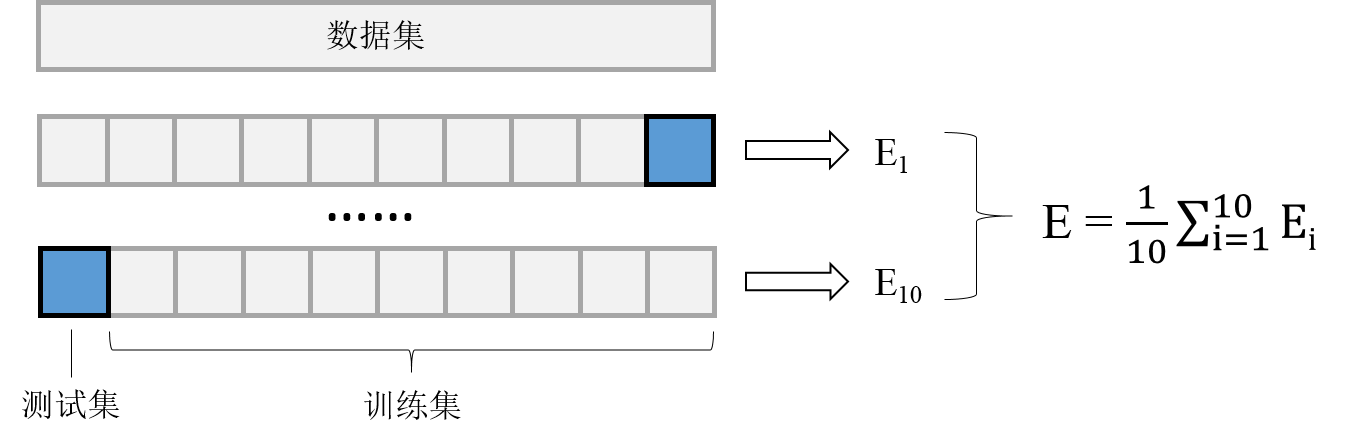 数据集
E₁
……
E₁₀
E = 1/10 ∑¹⁰ᵢ₌₁ Eᵢ
测试集
训练集